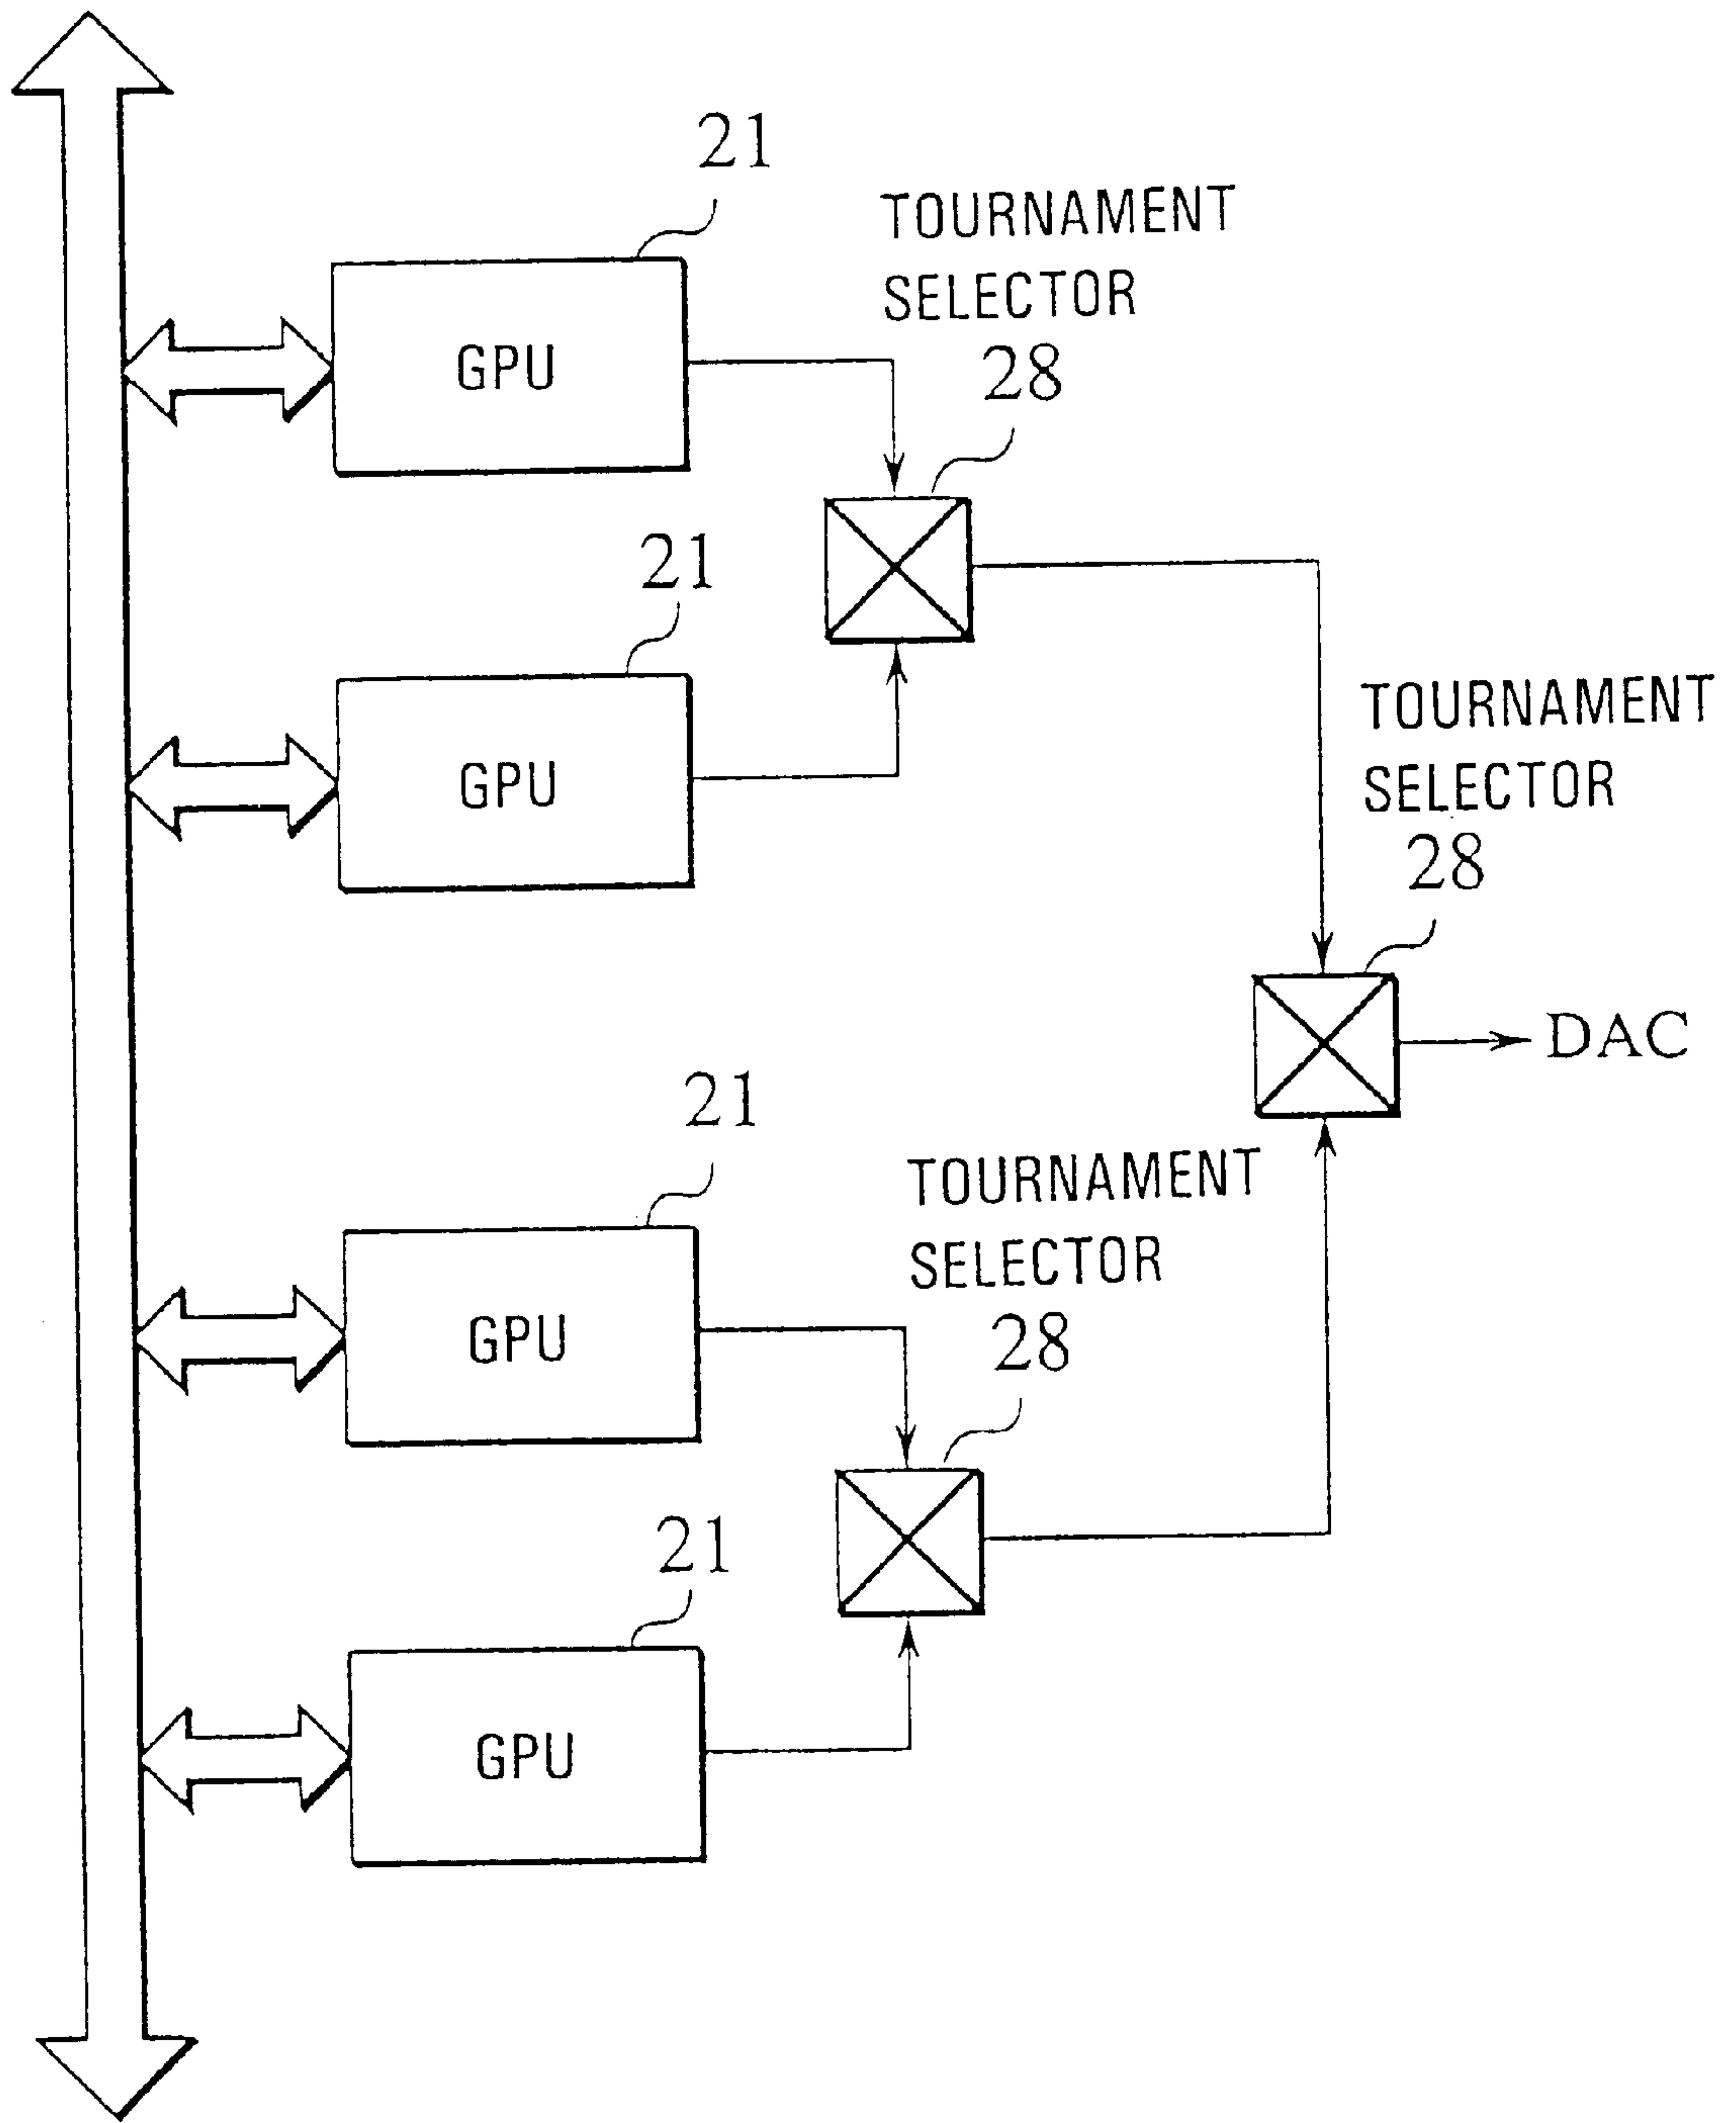 21
TOURNAMENT
SELECTOR
28
GPU
21
GPU
TOURNAMENT
SELECTOR
28
DAC
21
TOURNAMENT
SELECTOR
28
GPU
21
GPU